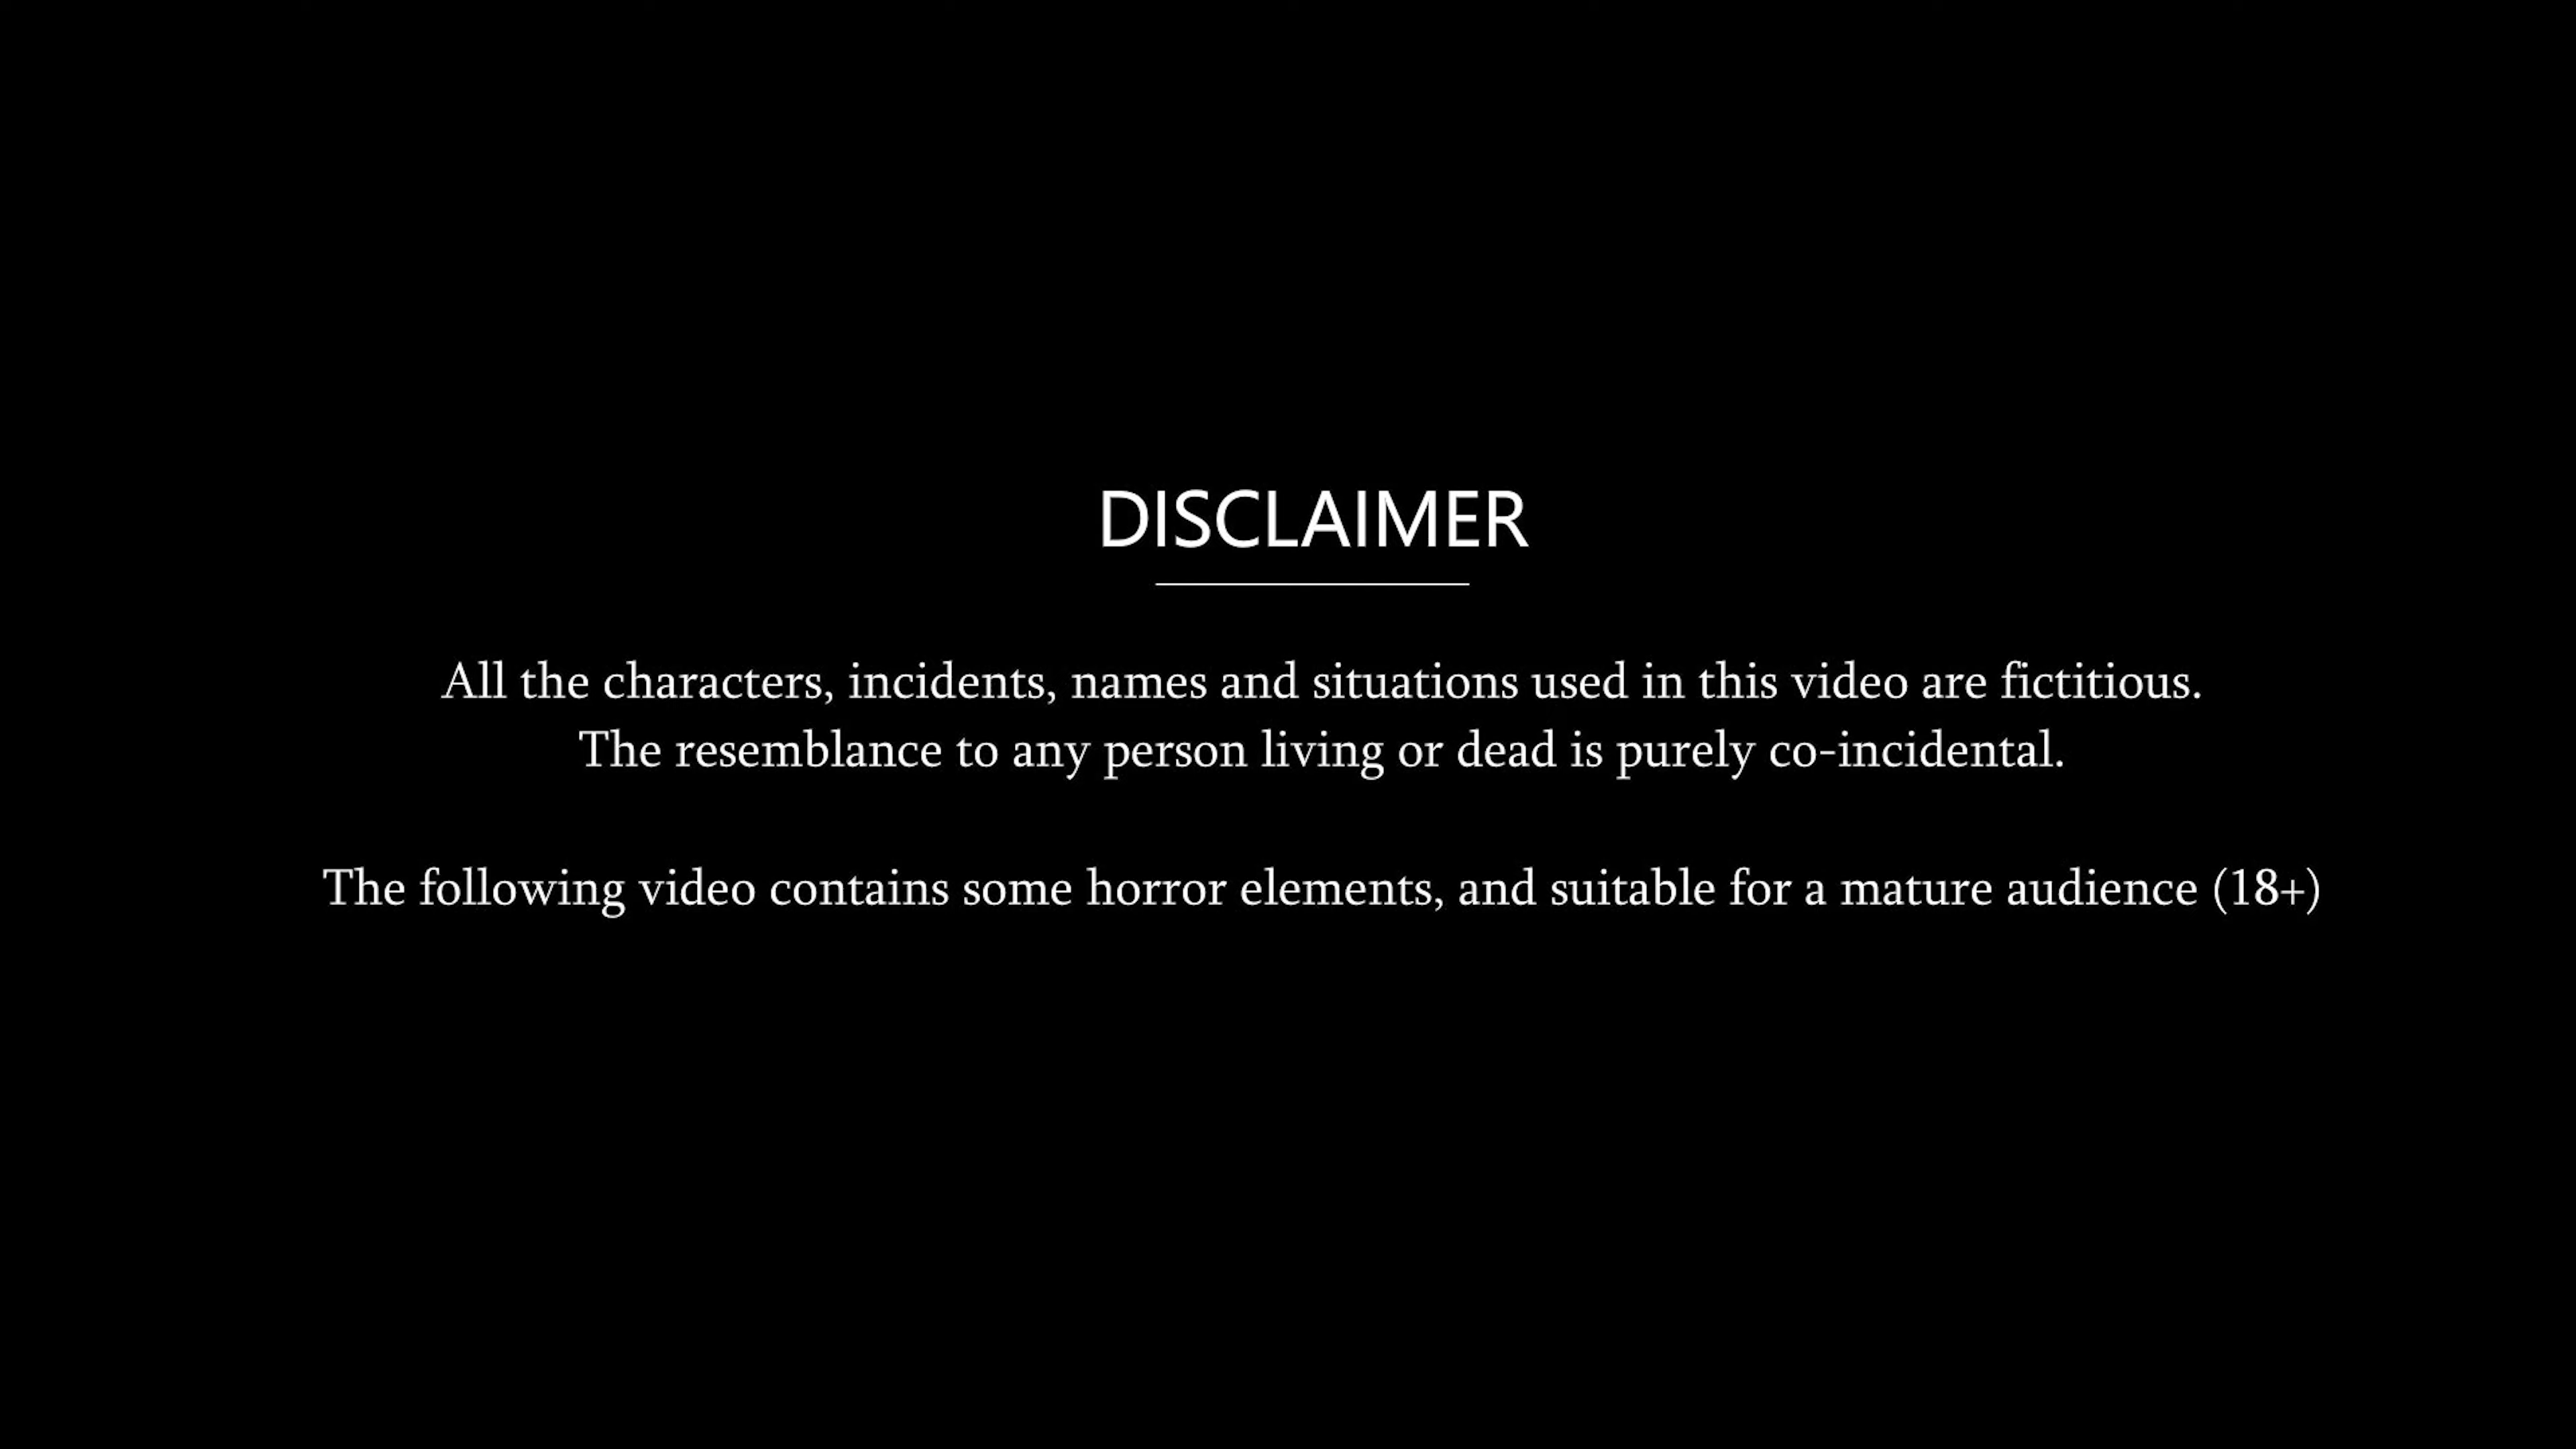 DISCLAIMER
All the characters, incidents, names and situations used in this video are fictitious.
The resemblance to any person living or dead is purely co-incidental.
The following video contains some horror elements, and suitable for a mature audience (18+)